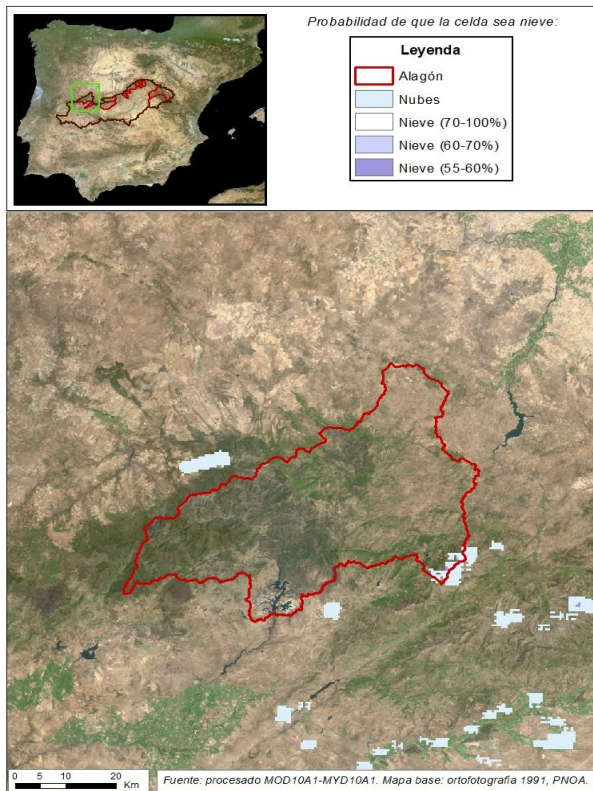 Probabilidad de que la celda sea nieve:
Leyenda
Alagón
Nubes
Nieve (70-100%)
Nieve (60-70%)
Nieve (55-60%)
0 5 10 20
Km
Fuente: procesado MOD10A1-MYD10A1. Mapa base: ortofotografia 1991, PNOA.